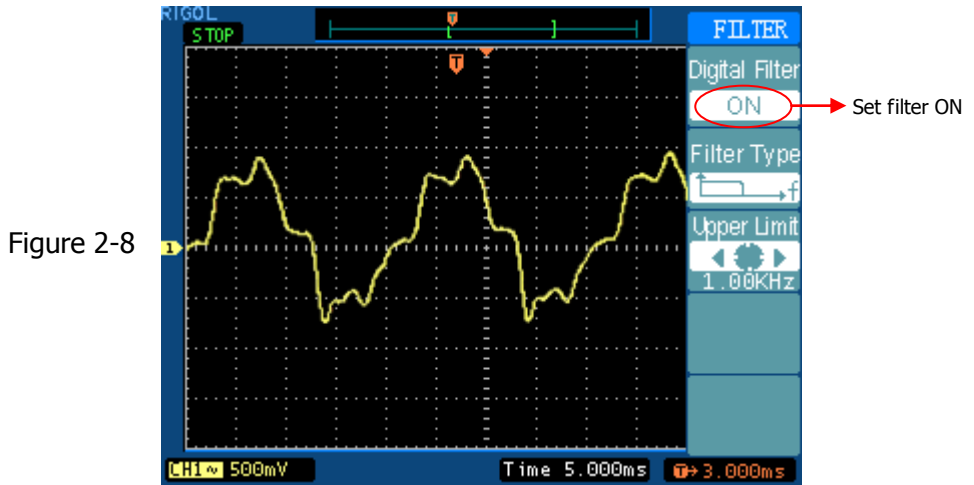 RIGOL
STOP
T
T
FILTER
Digital Filter
ON
Set filter ON
Filter Type
f
Upper Limit
1.00KHz
Figure 2-8
1
CH1~ 500mV
Time 5.000ms
T→3.000ms